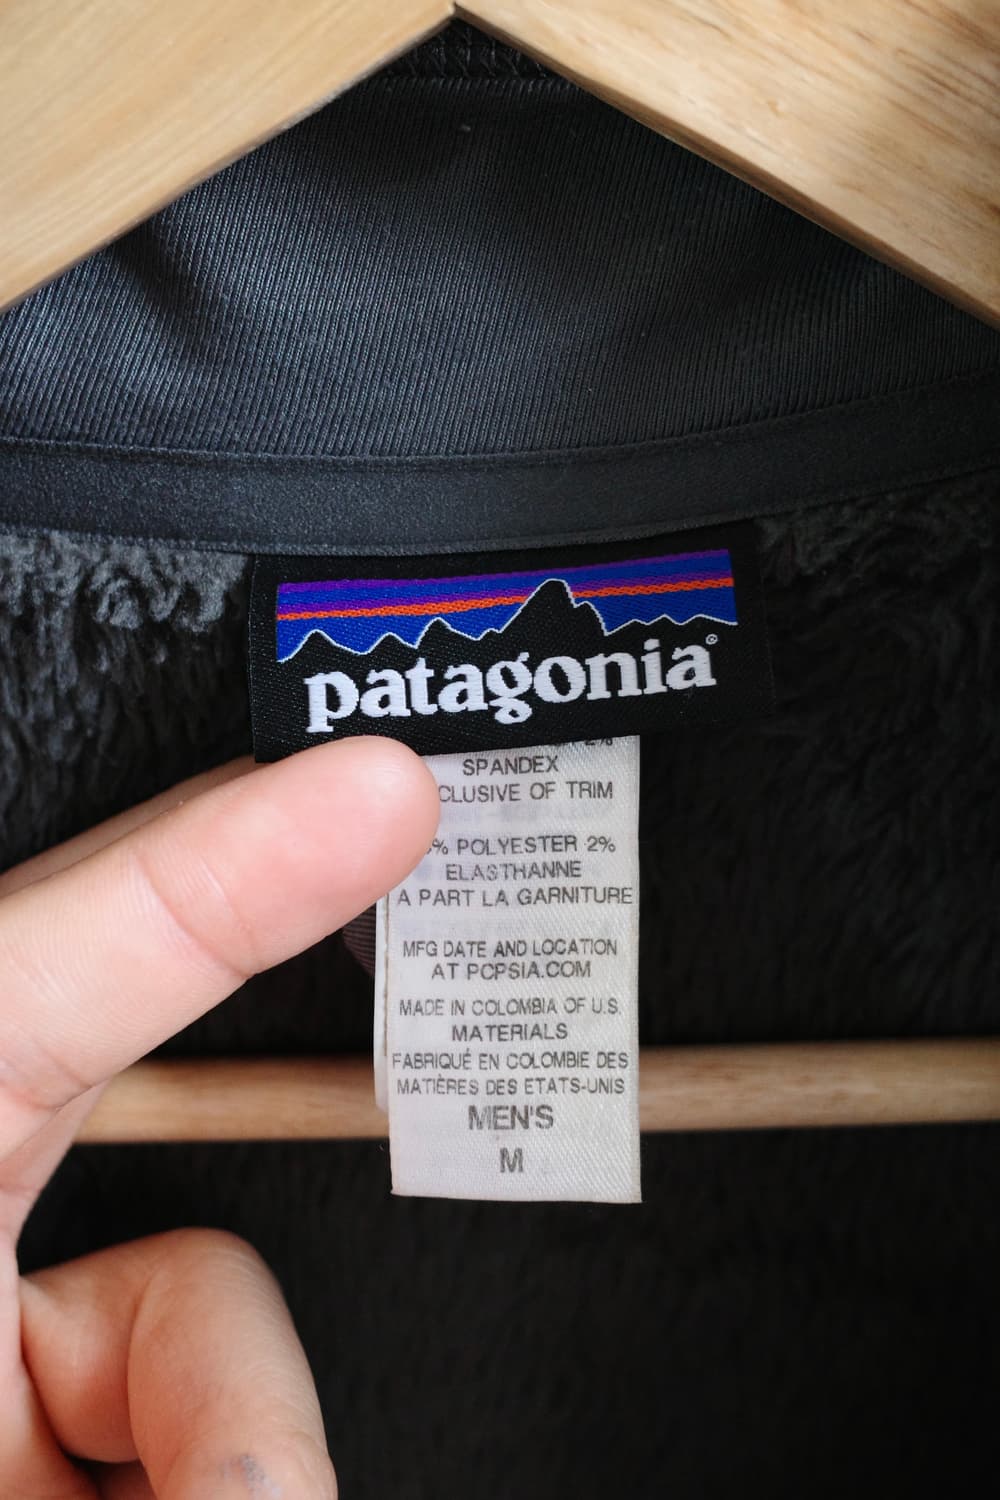 patagonia®
2%
SPANDEX
CLUSIVE OF TRIM
% POLYESTER 2%
ELASTHANNE
A PART LA GARNITURE
MFG DATE AND LOCATION
AT PCPSIA.COM
MADE IN COLOMBIA OF U.S.
MATERIALS
FABRIQUÉ EN COLOMBIE DES
MATIÈRES DES ETATS-UNIS
MEN'S
M